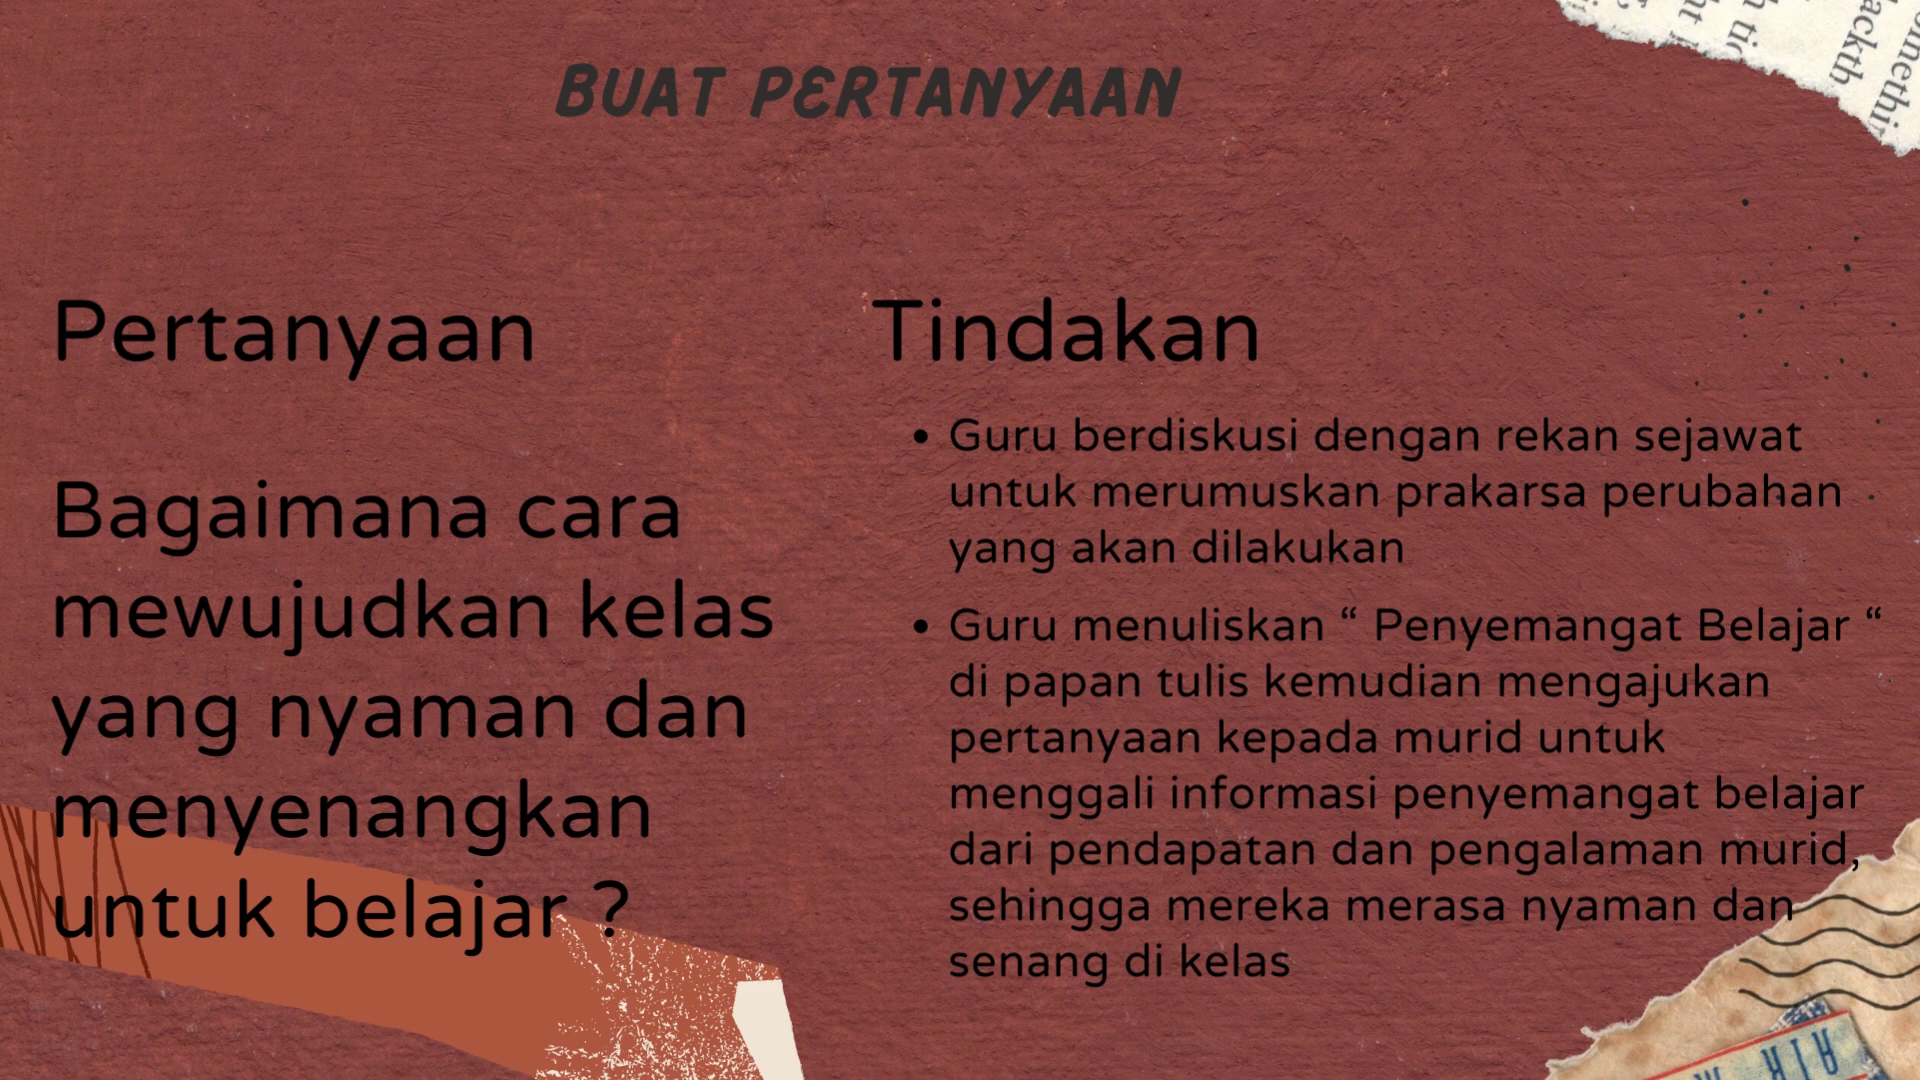 BUAT PERTANYAAN
Pertanyaan
Bagaimana cara
mewujudkan kelas
yang nyaman dan
menyenangkan
untuk belajar ?
Tindakan
• Guru berdiskusi dengan rekan sejawat
untuk merumuskan prakarsa perubahan
yang akan dilakukan
• Guru menuliskan “ Penyemangat Belajar “
di papan tulis kemudian mengajukan
pertanyaan kepada murid untuk
menggali informasi penyemangat belajar
dari pendapatan dan pengalaman murid,
sehingga mereka merasa nyaman dan
senang di kelas